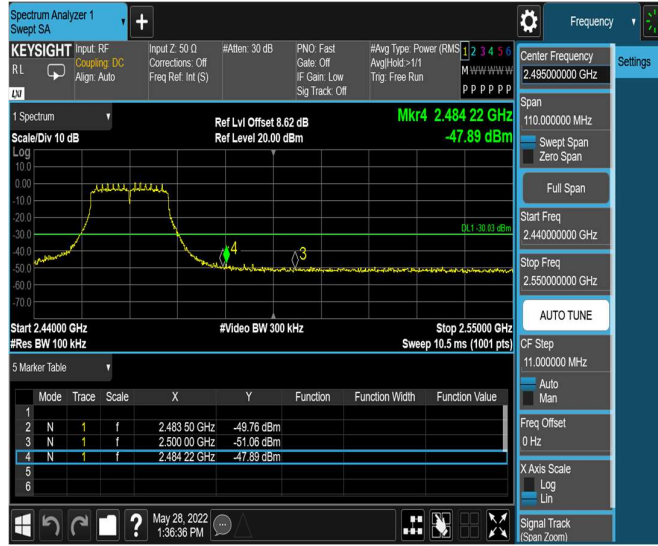 Spectrum Analyzer 1
Swept SA
+
Frequency
KEYSIGHT
RL
LXI
Input: RF
Coupling: DC
Align: Auto
Input Z: 50 Ω
Corrections: Off
Freq Ref: Int (S)
#Atten: 30 dB
PNO: Fast
Gate: Off
IF Gain: Low
Sig Track: Off
#Avg Type: Power (RMS
Avg|Hold:>1/1
Trig: Free Run
1 2 3 4 5 6
M W W W W W
P P P P P P
1 Spectrum
Scale/Div 10 dB
Log
Ref Lvl Offset 8.62 dB
Ref Level 20.00 dBm
Mkr4 2.484 22 GHz
-47.89 dBm
10.0
0.00
-10.0
-20.0
-30.0
-40.0
-50.0
-60.0
-70.0
DL1 -30.03 dBm
4
3
Start 2.44000 GHz
#Res BW 100 kHz
#Video BW 300 kHz
Stop 2.55000 GHz
Sweep 10.5 ms (1001 pts)
5 Marker Table
Mode Trace Scale X Y Function Function Width Function Value
1
2 N 1 f 2.483 50 GHz -49.76 dBm
3 N 1 f 2.500 00 GHz -51.06 dBm
4 N 1 f 2.484 22 GHz -47.89 dBm
5
6
?
May 28, 2022
1:36:36 PM
Center Frequency
2.495000000 GHz
Settings
Span
110.000000 MHz
Swept Span
Zero Span
Full Span
Start Freq
2.440000000 GHz
Stop Freq
2.550000000 GHz
AUTO TUNE
CF Step
11.000000 MHz
Auto
Man
Freq Offset
0 Hz
X Axis Scale
Log
Lin
Signal Track
(Span Zoom)